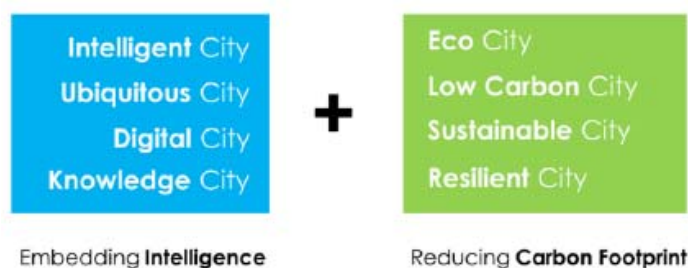 Intelligent City
Ubiquitous City
Digital City
Knowledge City
+
Eco City
Low Carbon City
Sustainable City
Resilient City
Embedding Intelligence
Reducing Carbon Footprint